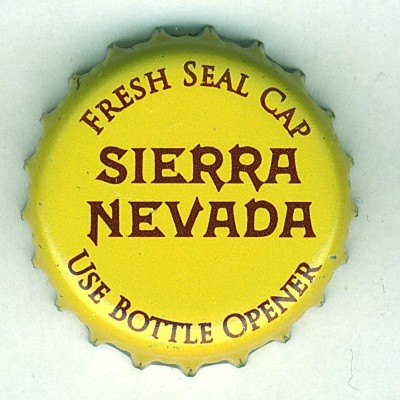 Fresh Seal Cap
SIERRA
NEVADA
Use Bottle Opener